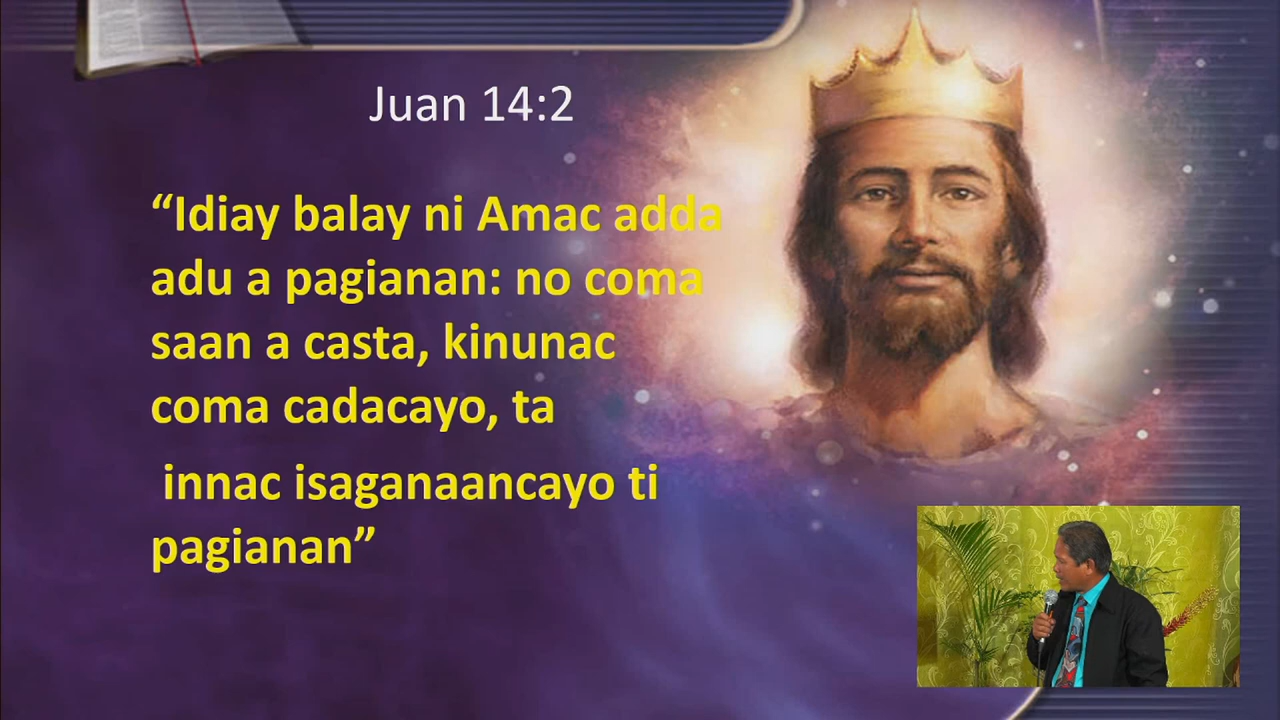 Juan 14:2
“Idiay balay ni Amac adda
adu a pagianan: no coma
saan a casta, kinunac
coma cadacayo, ta
innac isaganaancayo ti
pagianan”